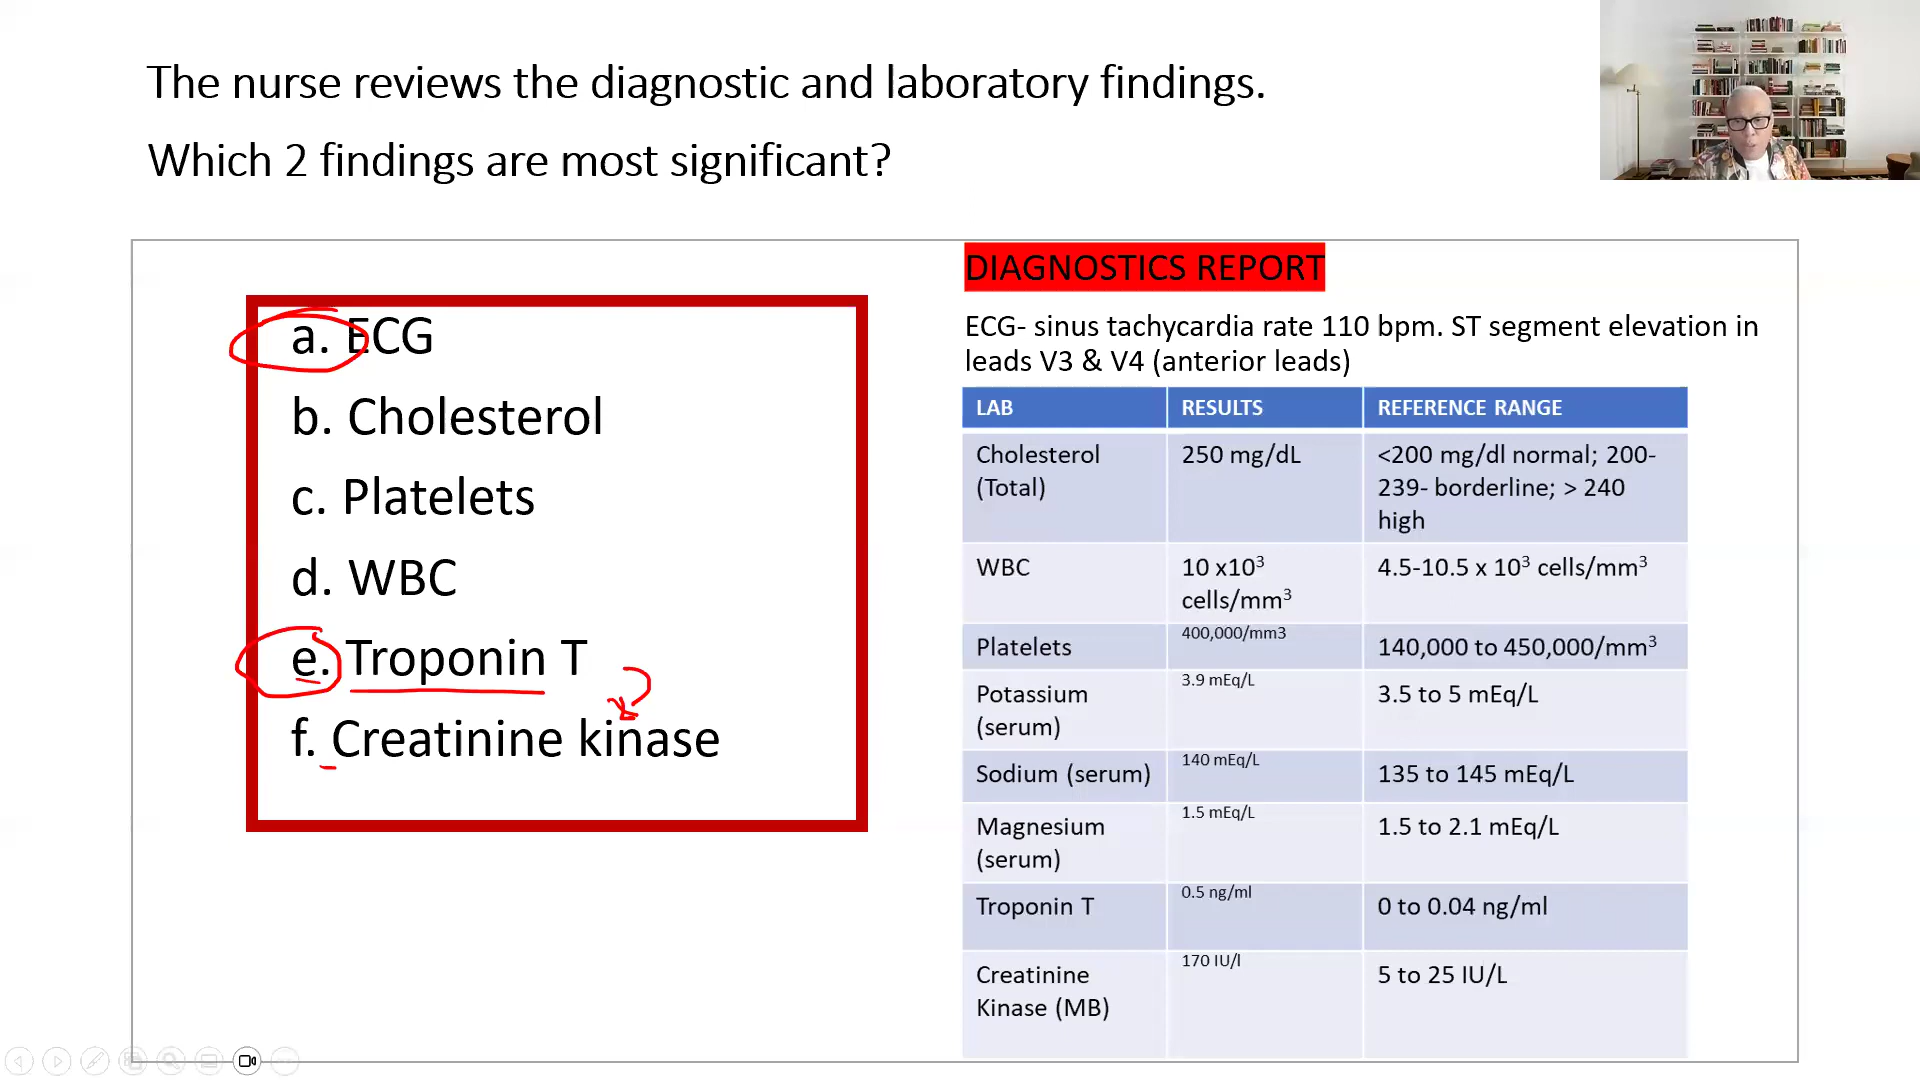 The nurse reviews the diagnostic and laboratory findings.
Which 2 findings are most significant?
a. ECG
b. Cholesterol
c. Platelets
d. WBC
e. Troponin T
f. Creatinine kinase
DIAGNOSTICS REPORT
ECG- sinus tachycardia rate 110 bpm. ST segment elevation in
leads V3 & V4 (anterior leads)
LAB RESULTS REFERENCE RANGE
Cholesterol (Total) 250 mg/dL <200 mg/dl normal; 200-
239- borderline; > 240
high
WBC 10 x10³ cells/mm³ 4.5-10.5 x 10³ cells/mm³
Platelets 400,000/mm3 140,000 to 450,000/mm³
Potassium (serum) 3.9 mEq/L 3.5 to 5 mEq/L
Sodium (serum) 140 mEq/L 135 to 145 mEq/L
Magnesium (serum) 1.5 mEq/L 1.5 to 2.1 mEq/L
Troponin T 0.5 ng/ml 0 to 0.04 ng/ml
Creatinine Kinase (MB) 170 IU/l 5 to 25 IU/L